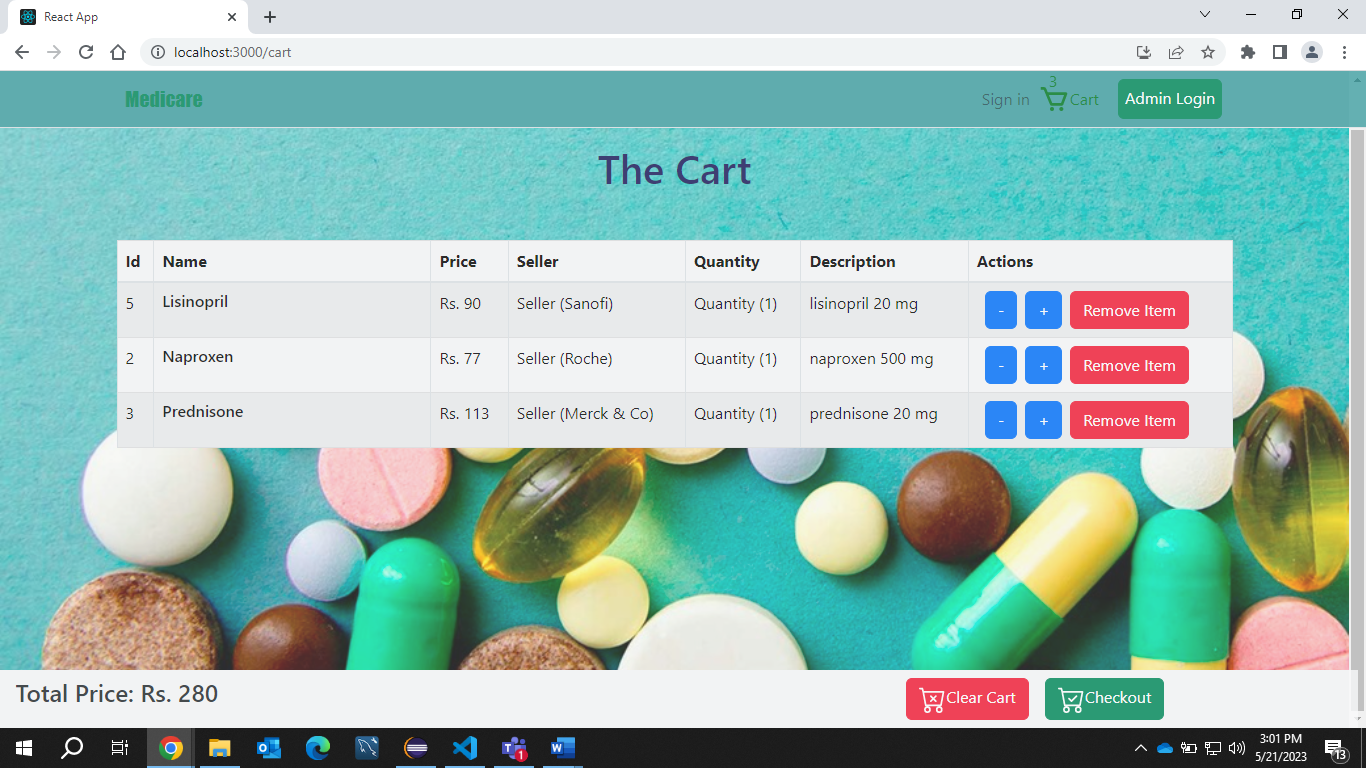 React App
localhost:3000/cart
Medicare
Sign in
3
Cart
Admin Login
The Cart
Id Name Price Seller Quantity Description Actions
5 Lisinopril Rs. 90 Seller (Sanofi) Quantity (1) lisinopril 20 mg - + Remove Item
2 Naproxen Rs. 77 Seller (Roche) Quantity (1) naproxen 500 mg - + Remove Item
3 Prednisone Rs. 113 Seller (Merck & Co) Quantity (1) prednisone 20 mg - + Remove Item
Total Price: Rs. 280
Clear Cart
Checkout
1
3:01 PM
5/21/2023
13